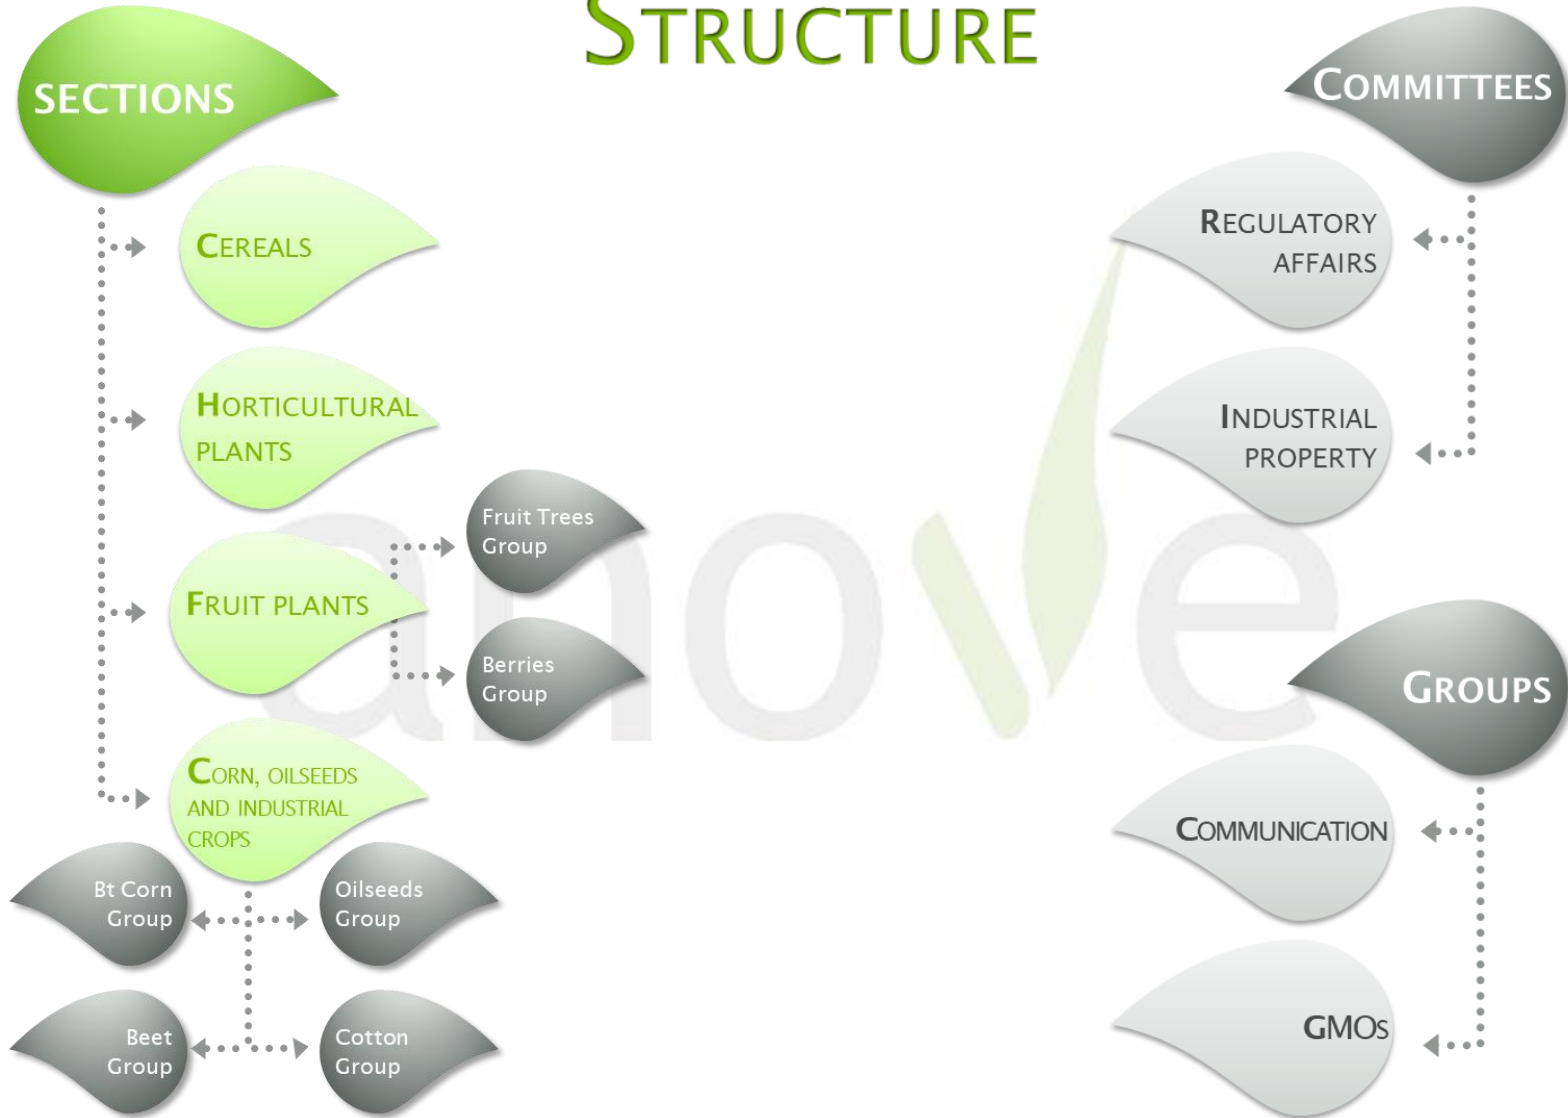 STRUCTURE
SECTIONS
CEREALS
HORTICULTURAL
PLANTS
FRUIT PLANTS
Fruit Trees
Group
Berries
Group
CORN, OILSEEDS
AND INDUSTRIAL
CROPS
Bt Corn
Group
Oilseeds
Group
Beet
Group
Cotton
Group
COMMITTEES
REGULATORY
AFFAIRS
INDUSTRIAL
PROPERTY
GROUPS
COMMUNICATION
GMOs
anove